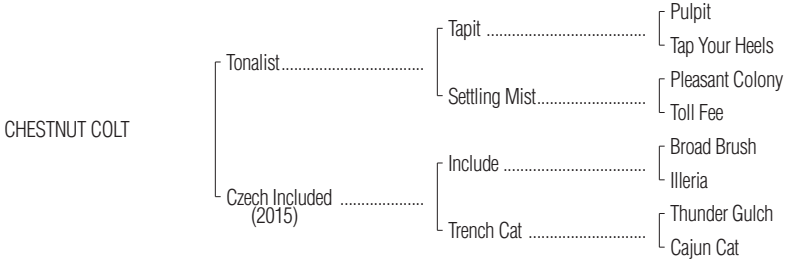 Pulpit
Tapit ......................................
Tap Your Heels
Tonalist..................................
Pleasant Colony
Settling Mist..........................
Toll Fee
CHESTNUT COLT
Broad Brush
Include ..................................
Illeria
Czech Included ....................
(2015)
Thunder Gulch
Trench Cat ............................
Cajun Cat